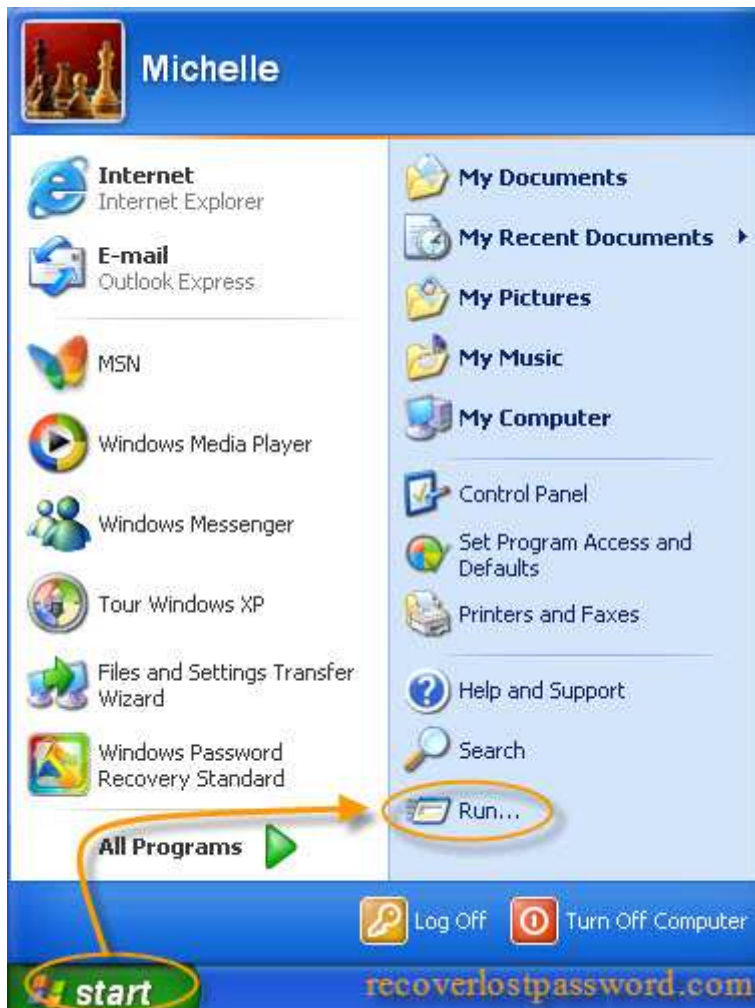 Michelle
Internet
Internet Explorer
E-mail
Outlook Express
MSN
Windows Media Player
Windows Messenger
Tour Windows XP
Files and Settings Transfer
Wizard
Windows Password
Recovery Standard
All Programs
My Documents
My Recent Documents
My Pictures
My Music
My Computer
Control Panel
Set Program Access and
Defaults
Printers and Faxes
Help and Support
Search
Run...
Log Off
Turn Off Computer
start
recoverlostpassword.com